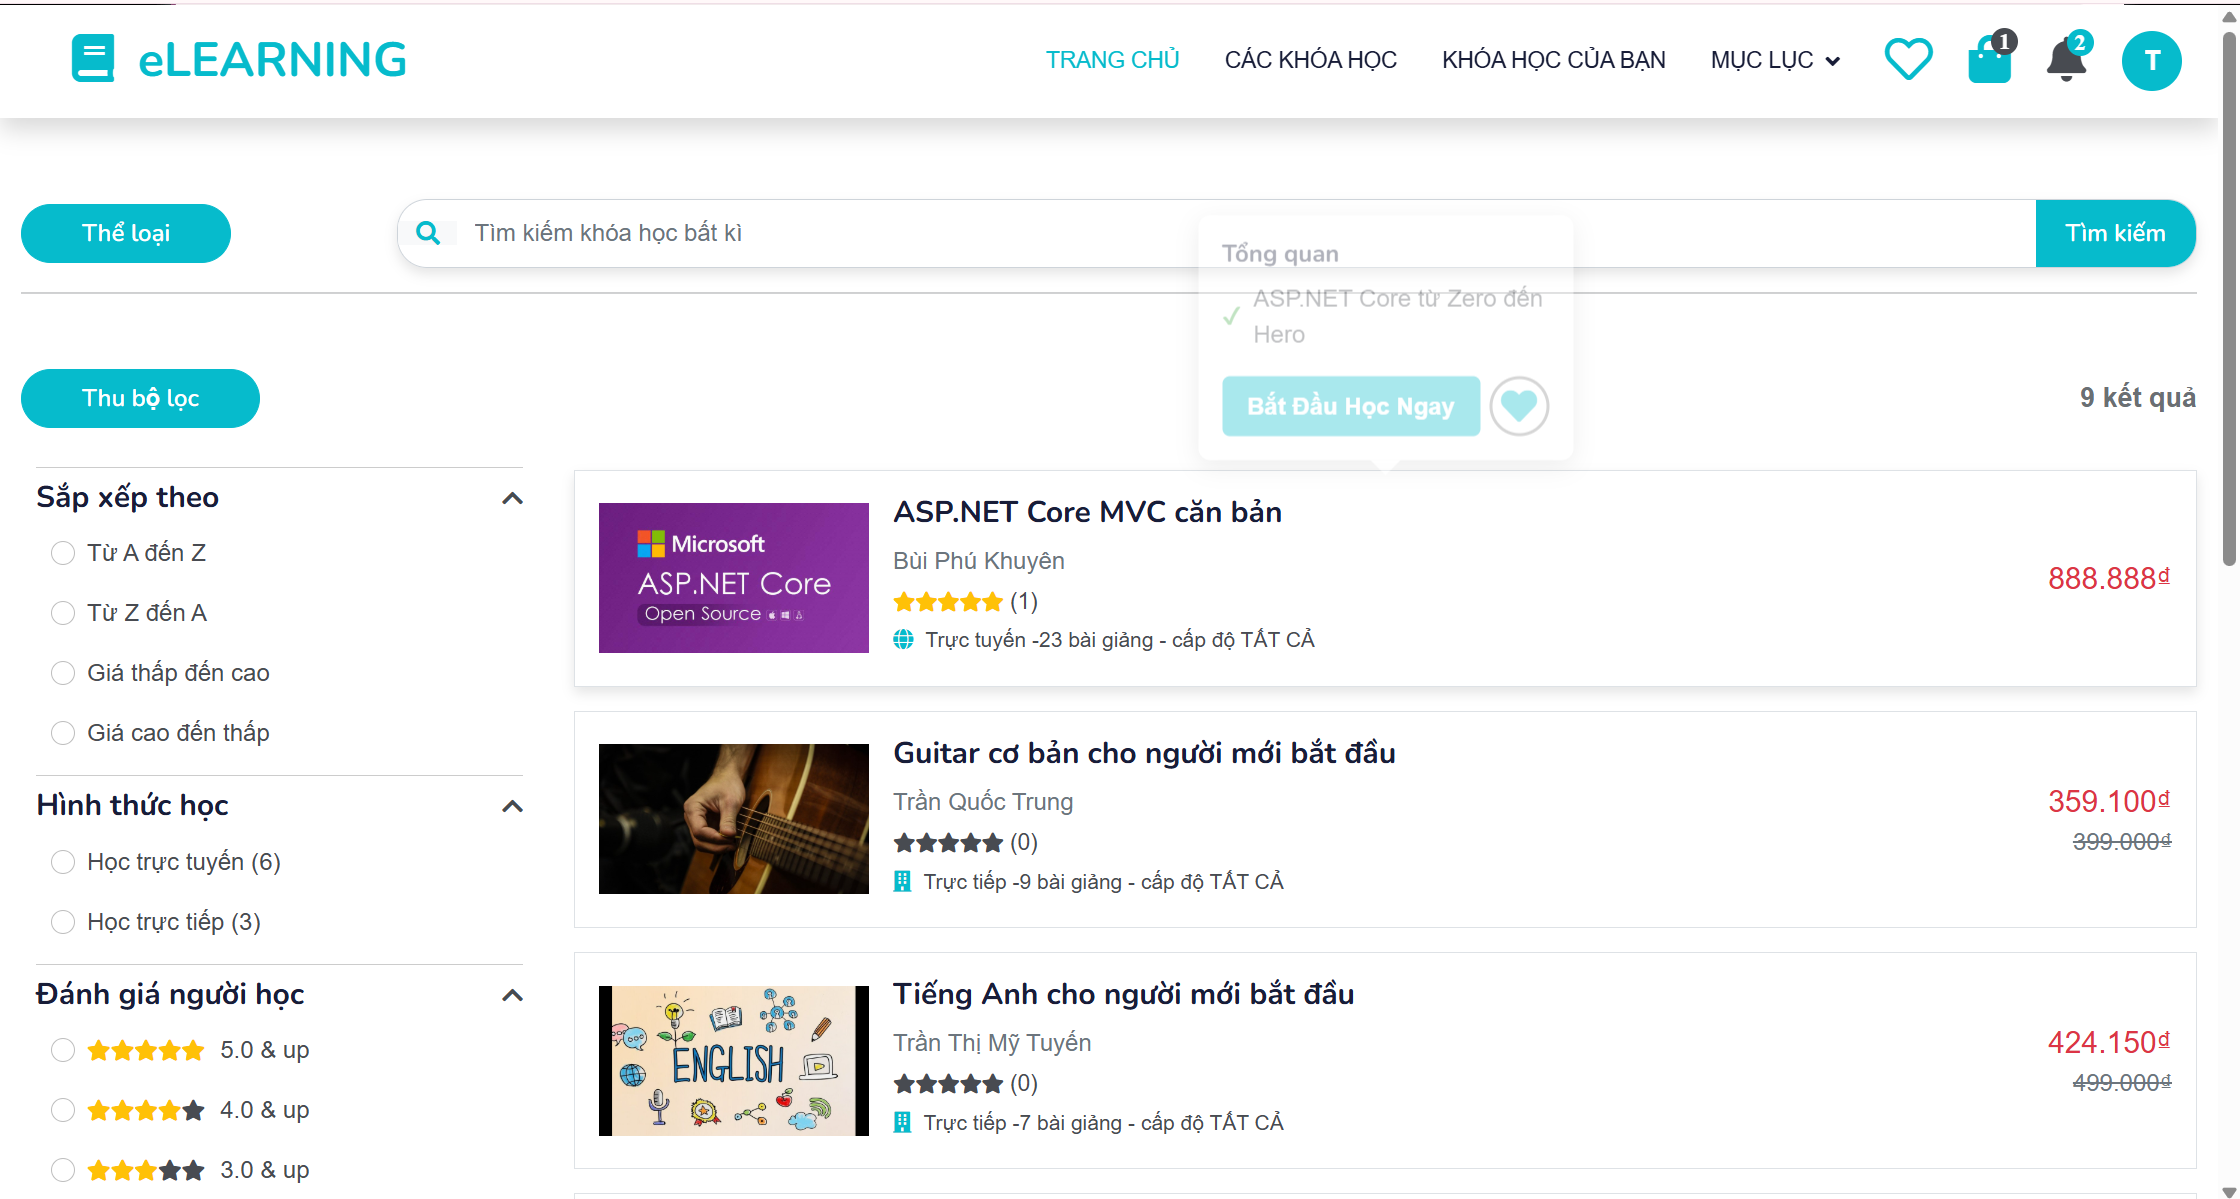 eLEARNING
TRANG CHỦ
CÁC KHÓA HỌC
KHÓA HỌC CỦA BẠN
MỤC LỤC
1
2
T
Thể loại
Tìm kiếm khóa học bất kì
Tìm kiếm
Tổng quan
ASP.NET Core từ Zero đến
Hero
Bắt Đầu Học Ngay
Thu bộ lọc
9 kết quả
Sắp xếp theo
Từ A đến Z
Từ Z đến A
Giá thấp đến cao
Giá cao đến thấp
Hình thức học
Học trực tuyến (6)
Học trực tiếp (3)
Đánh giá người học
5.0 & up
4.0 & up
3.0 & up
Microsoft
ASP.NET Core
Open Source
ASP.NET Core MVC căn bản
Bùi Phú Khuyên
(1)
Trực tuyến -23 bài giảng - cấp độ TẤT CẢ
888.888₫
Guitar cơ bản cho người mới bắt đầu
Trần Quốc Trung
(0)
Trực tiếp -9 bài giảng - cấp độ TẤT CẢ
359.100₫
399.000₫
ENGLISH
Tiếng Anh cho người mới bắt đầu
Trần Thị Mỹ Tuyến
(0)
Trực tiếp -7 bài giảng - cấp độ TẤT CẢ
424.150₫
499.000₫